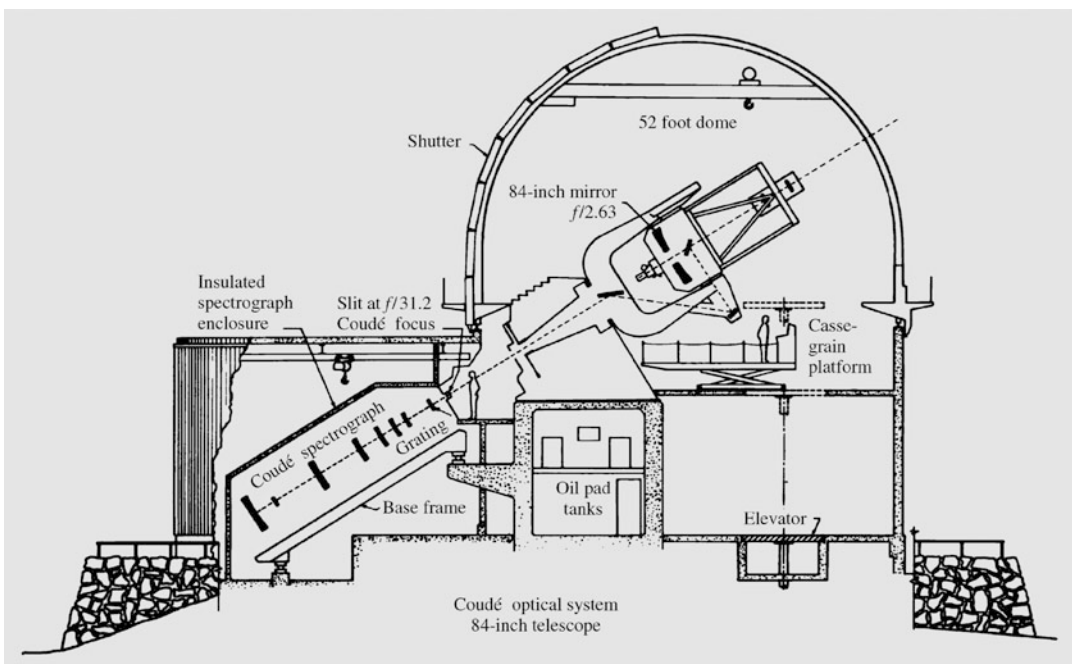 52 foot dome
Shutter
84-inch mirror
f/2.63
Insulated
spectrograph
enclosure
Slit at f/31.2
Coudé focus
Casse-
grain
platform
Coudé spectrograph
Grating
Base frame
Oil pad
tanks
Elevator
Coudé optical system
84-inch telescope